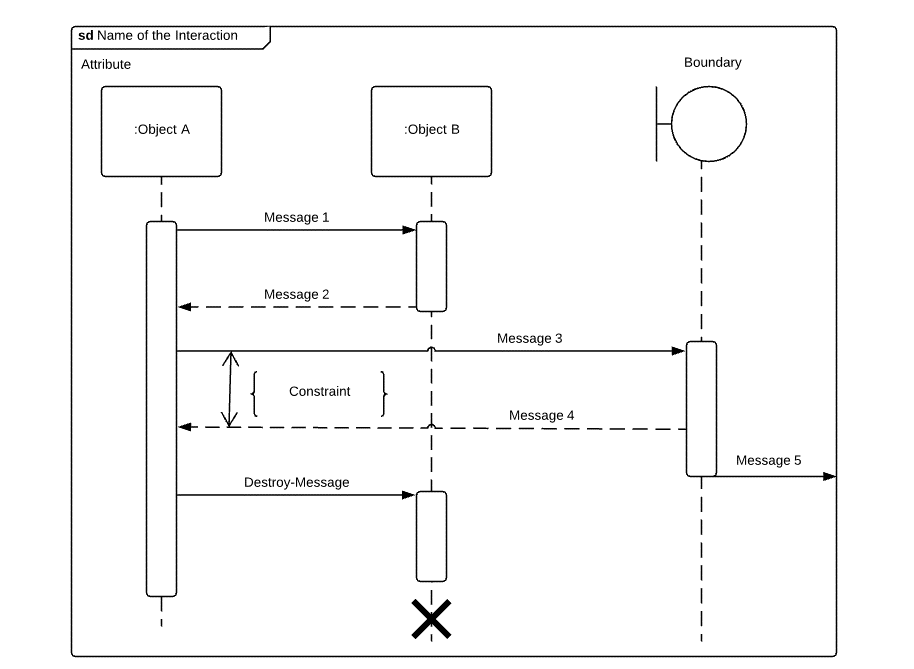 sd Name of the Interaction
Attribute
Boundary
:Object A
:Object B
Message 1
Message 2
Message 3
{ Constraint }
Message 4
Message 5
Destroy-Message